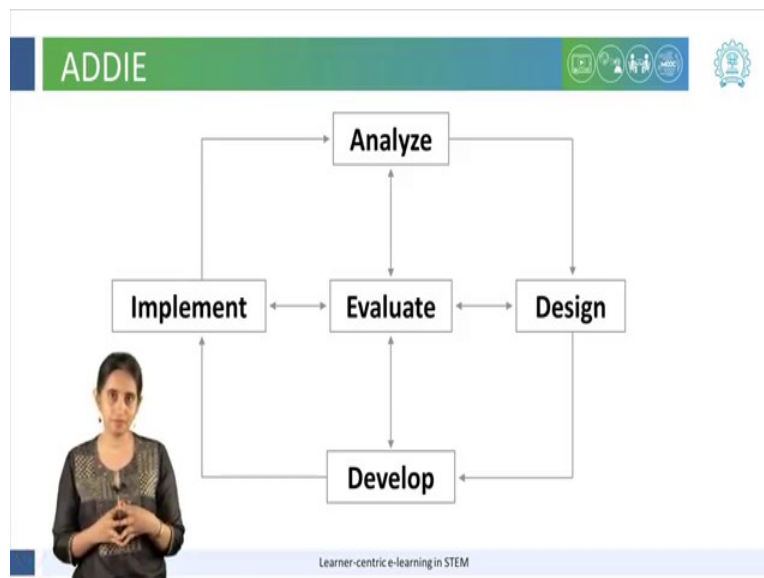 ADDIE
Analyze
Implement
Evaluate
Design
Develop
Learner-centric e-learning in STEM